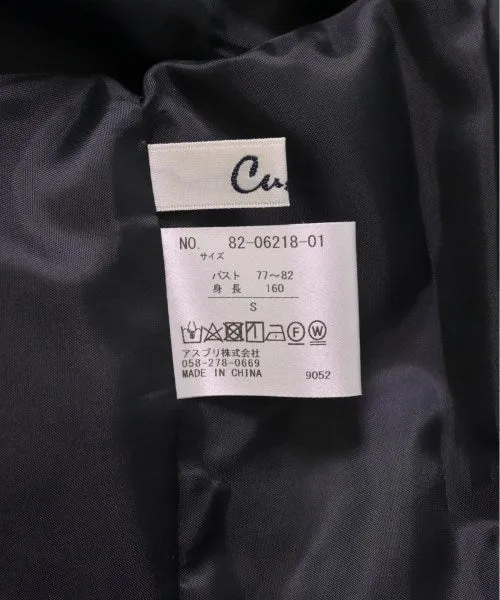 Cu
NO. 82-06218-01
サイズ
バスト 77~82
身長 160
S
F W
アスプリ株式会社
058-278-0669
MADE IN CHINA 9052